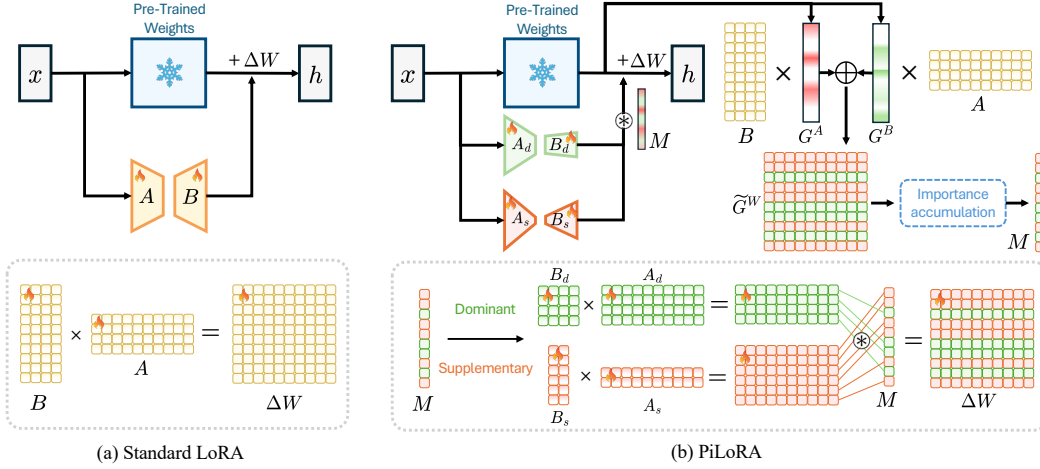 Pre-Trained
Weights
x
+ ΔW
h
A
B
B
×
A
=
ΔW
(a) Standard LoRA
Pre-Trained
Weights
x
+ ΔW
h
A_d
B_d
M
A_s
B_s
B
×
G^A
G^B
×
A
G̃^W
Importance
accumulation
M
M
Dominant
Supplementary
B_d
×
A_d
=
B_s
×
A_s
=
M
=
ΔW
(b) PiLoRA